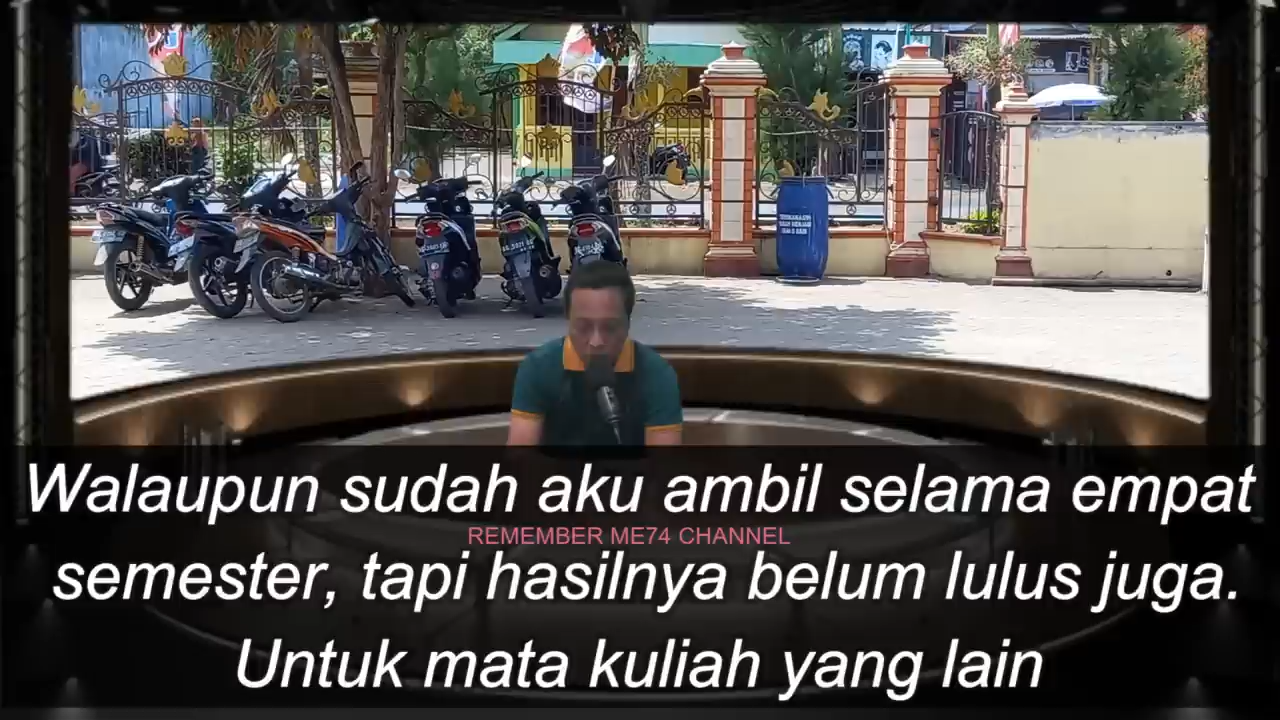 Walaupun sudah aku ambil selama empat
REMEMBER ME74 CHANNEL
semester, tapi hasilnya belum lulus juga.
Untuk mata kuliah yang lain